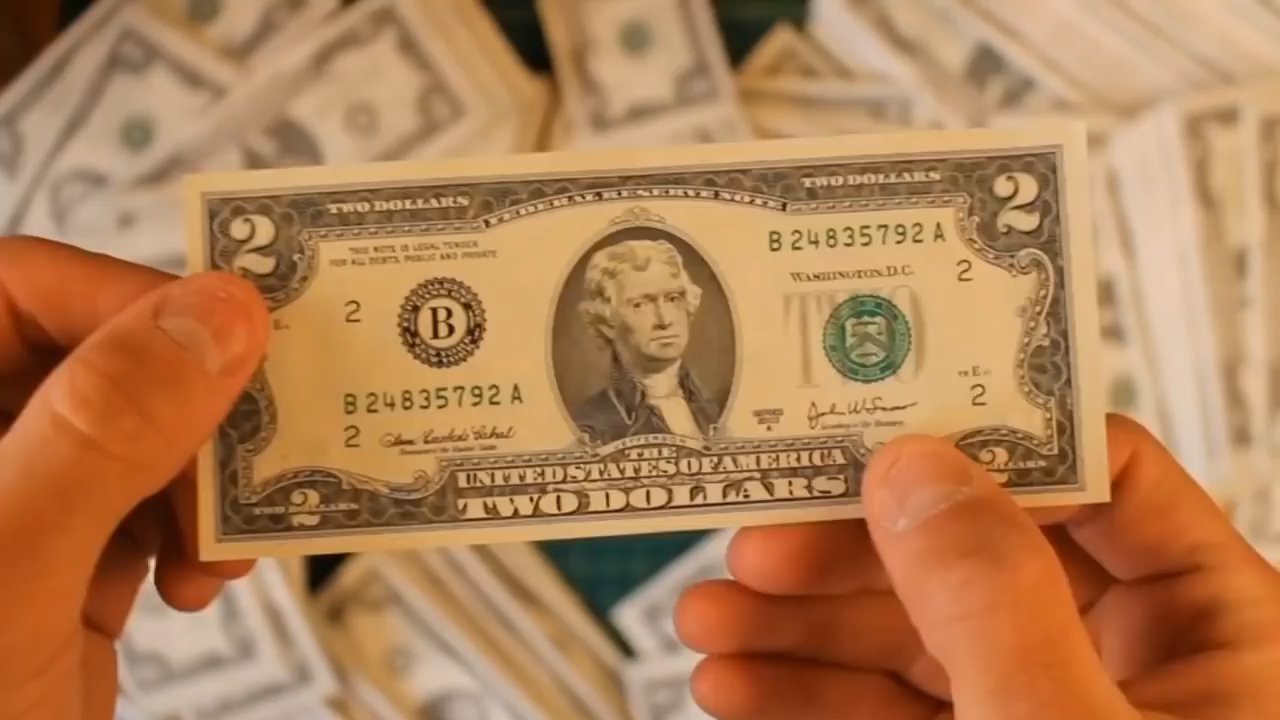 TWO DOLLARS
FEDERAL RESERVE NOTE
TWO DOLLARS
2
2
THIS NOTE IS LEGAL TENDER
FOR ALL DEBTS, PUBLIC AND PRIVATE
B 24835792 A
WASHINGTON, D.C.
2
2
B
TWO
B 24835792 A
2
2
JEFFERSON
THE
UNITED STATES OF AMERICA
TWO DOLLARS
2
2